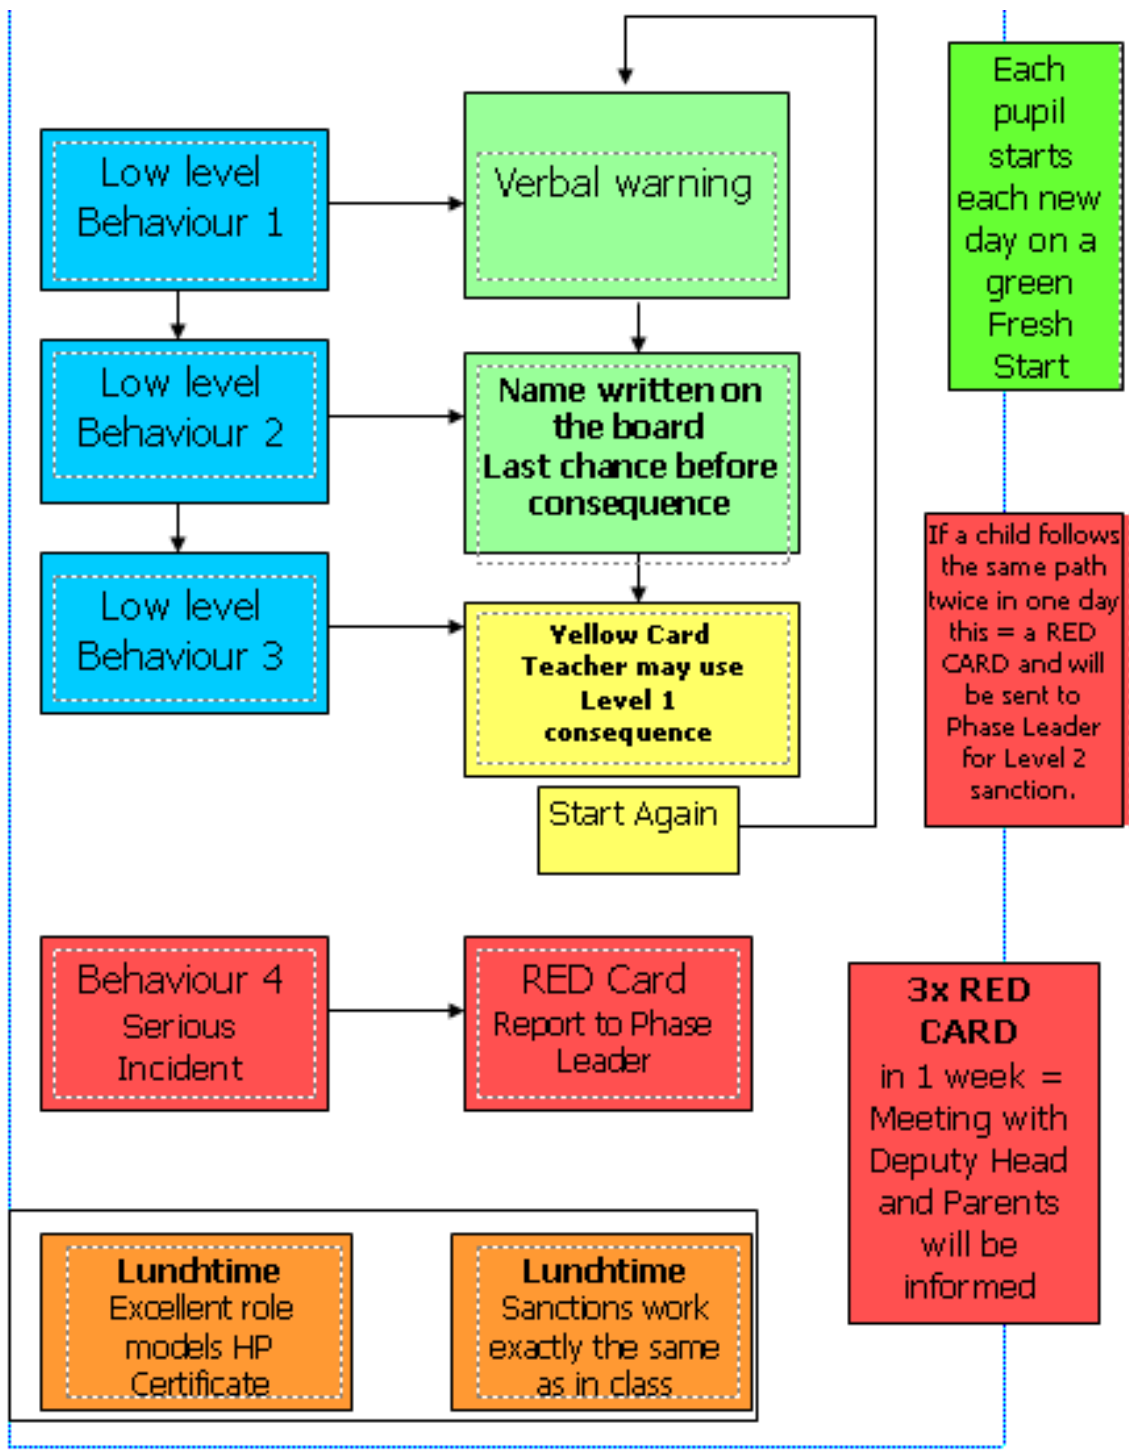 Low level
Behaviour 1
Verbal warning
Each
pupil
starts
each new
day on a
green
Fresh
Start
Low level
Behaviour 2
Name written on
the board
Last chance before
consequence
Low level
Behaviour 3
Yellow Card
Teacher may use
Level 1
consequence
If a child follows
the same path
twice in one day
this = a RED
CARD and will
be sent to
Phase Leader
for Level 2
sanction.
Start Again
Behaviour 4
Serious
Incident
RED Card
Report to Phase
Leader
3x RED
CARD
in 1 week =
Meeting with
Deputy Head
and Parents
will be
informed
Lunchtime
Excellent role
models HP
Certificate
Lunchtime
Sanctions work
exactly the same
as in class